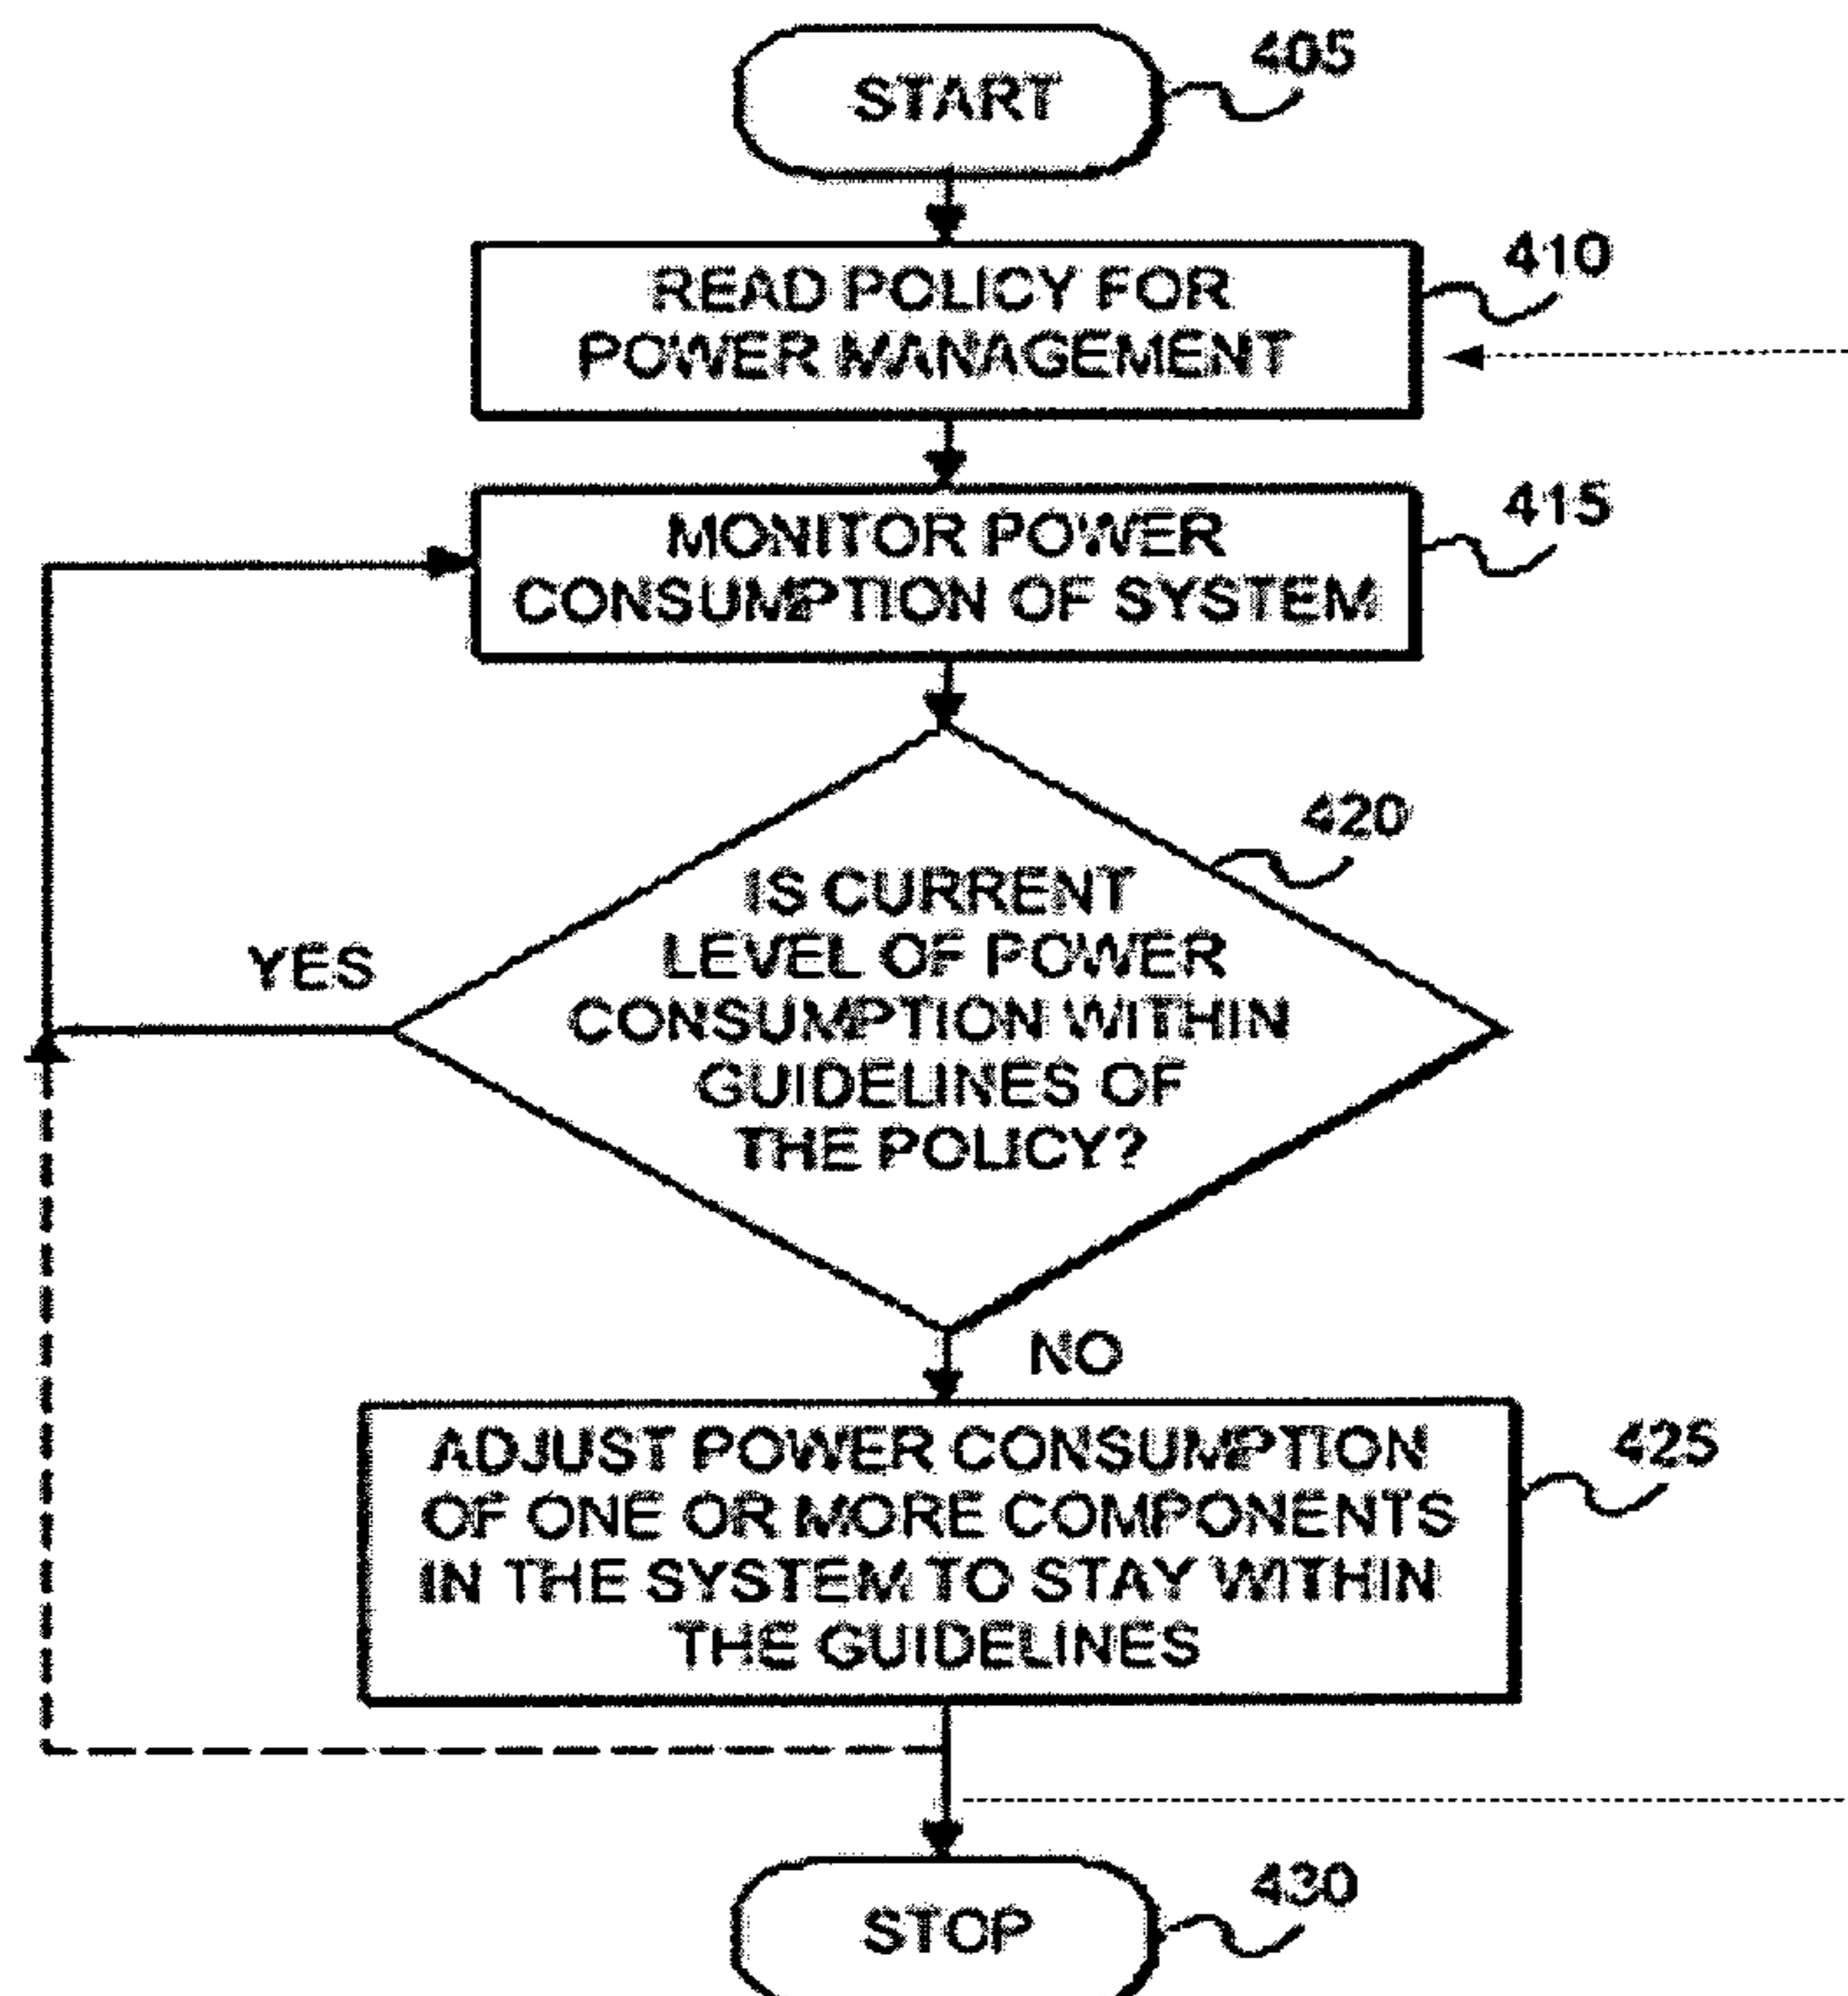 START
405
READ POLICY FOR
POWER MANAGEMENT
410
MONITOR POWER
CONSUMPTION OF SYSTEM
415
420
IS CURRENT
LEVEL OF POWER
CONSUMPTION WITHIN
GUIDELINES OF
THE POLICY?
YES
NO
ADJUST POWER CONSUMPTION
OF ONE OR MORE COMPONENTS
IN THE SYSTEM TO STAY WITHIN
THE GUIDELINES
425
STOP
430